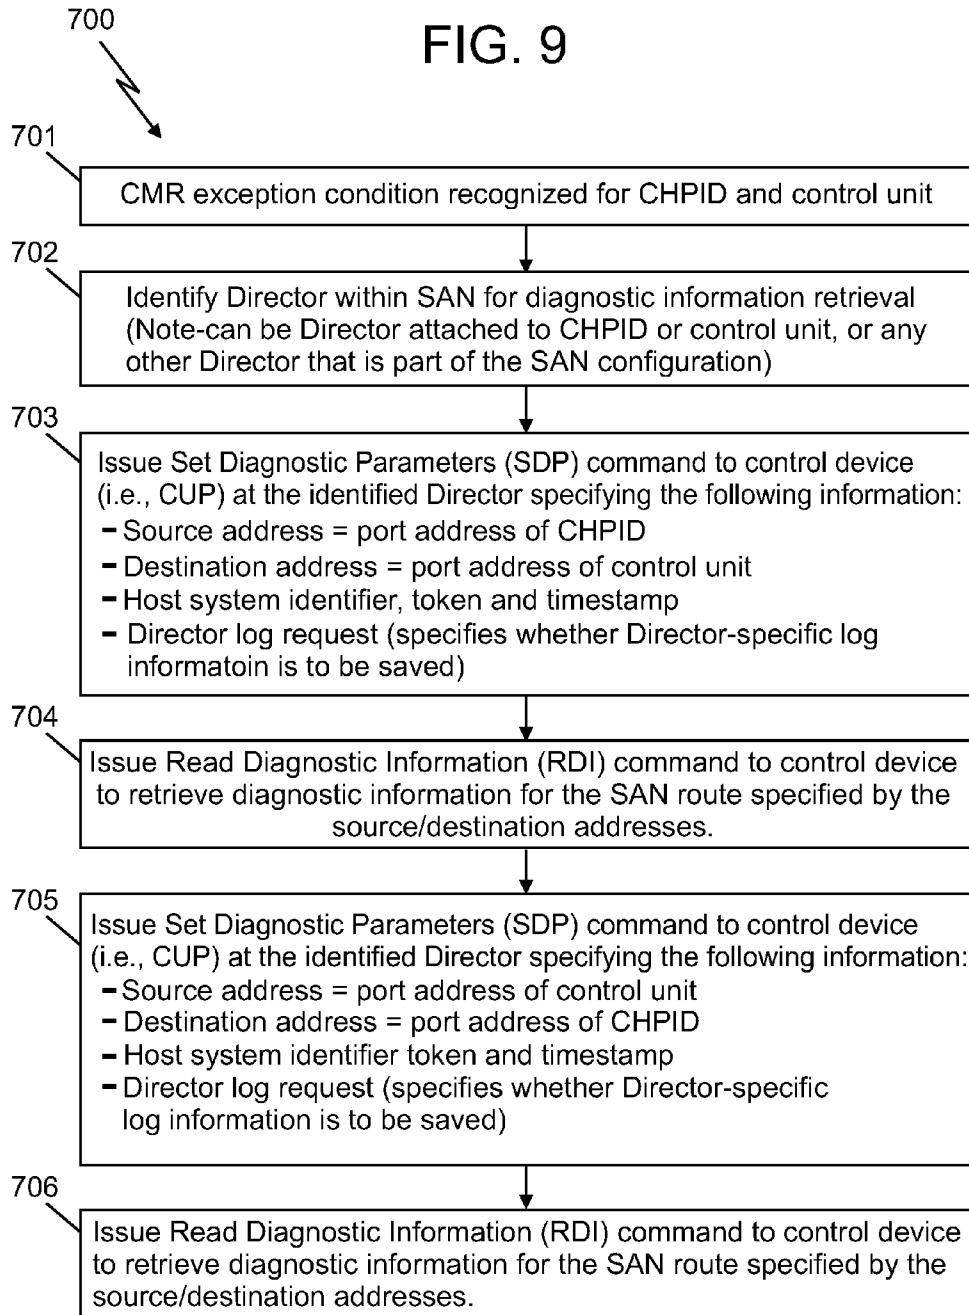 700
FIG. 9
701
CMR exception condition recognized for CHPID and control unit
702
Identify Director within SAN for diagnostic information retrieval
(Note-can be Director attached to CHPID or control unit, or any
other Director that is part of the SAN configuration)
703
Issue Set Diagnostic Parameters (SDP) command to control device
(i.e., CUP) at the identified Director specifying the following information:
- Source address = port address of CHPID
- Destination address = port address of control unit
- Host system identifier, token and timestamp
- Director log request (specifies whether Director-specific log
informatoin is to be saved)
704
Issue Read Diagnostic Information (RDI) command to control device
to retrieve diagnostic information for the SAN route specified by the
source/destination addresses.
705
Issue Set Diagnostic Parameters (SDP) command to control device
(i.e., CUP) at the identified Director specifying the following information:
- Source address = port address of control unit
- Destination address = port address of CHPID
- Host system identifier token and timestamp
- Director log request (specifies whether Director-specific
log information is to be saved)
706
Issue Read Diagnostic Information (RDI) command to control device
to retrieve diagnostic information for the SAN route specified by the
source/destination addresses.